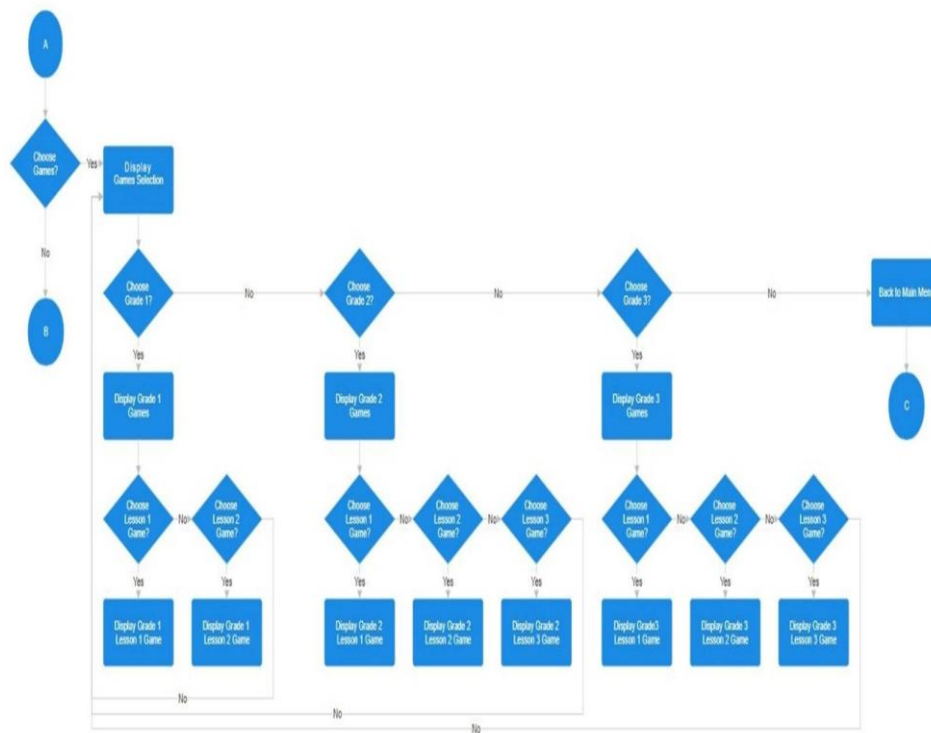 A
Choose
Games?
Yes
Display
Games Selection
No
B
Choose
Grade 1?
No
Choose
Grade 2?
No
Choose
Grade 3?
No
Back to Main Men
C
Yes
Yes
Yes
Display Grade 1
Games
Display Grade 2
Games
Display Grade 3
Games
Choose
Lesson 1
Game?
No
Choose
Lesson 2
Game?
Choose
Lesson 1
Game?
No
Choose
Lesson 2
Game?
No
Choose
Lesson 3
Game?
Choose
Lesson 1
Game?
No
Choose
Lesson 2
Game?
No
Choose
Lesson 3
Game?
Yes
Yes
Yes
Yes
Yes
Yes
Yes
Yes
Display Grade 1
Lesson 1 Game
Display Grade 1
Lesson 2 Game
Display Grade 2
Lesson 1 Game
Display Grade 2
Lesson 2 Game
Display Grade 2
Lesson 3 Game
Display Grade3
Lesson 1 Game
Display Grade 3
Lesson 2 Game
Display Grade 3
Lesson 3 Game
No
No
No